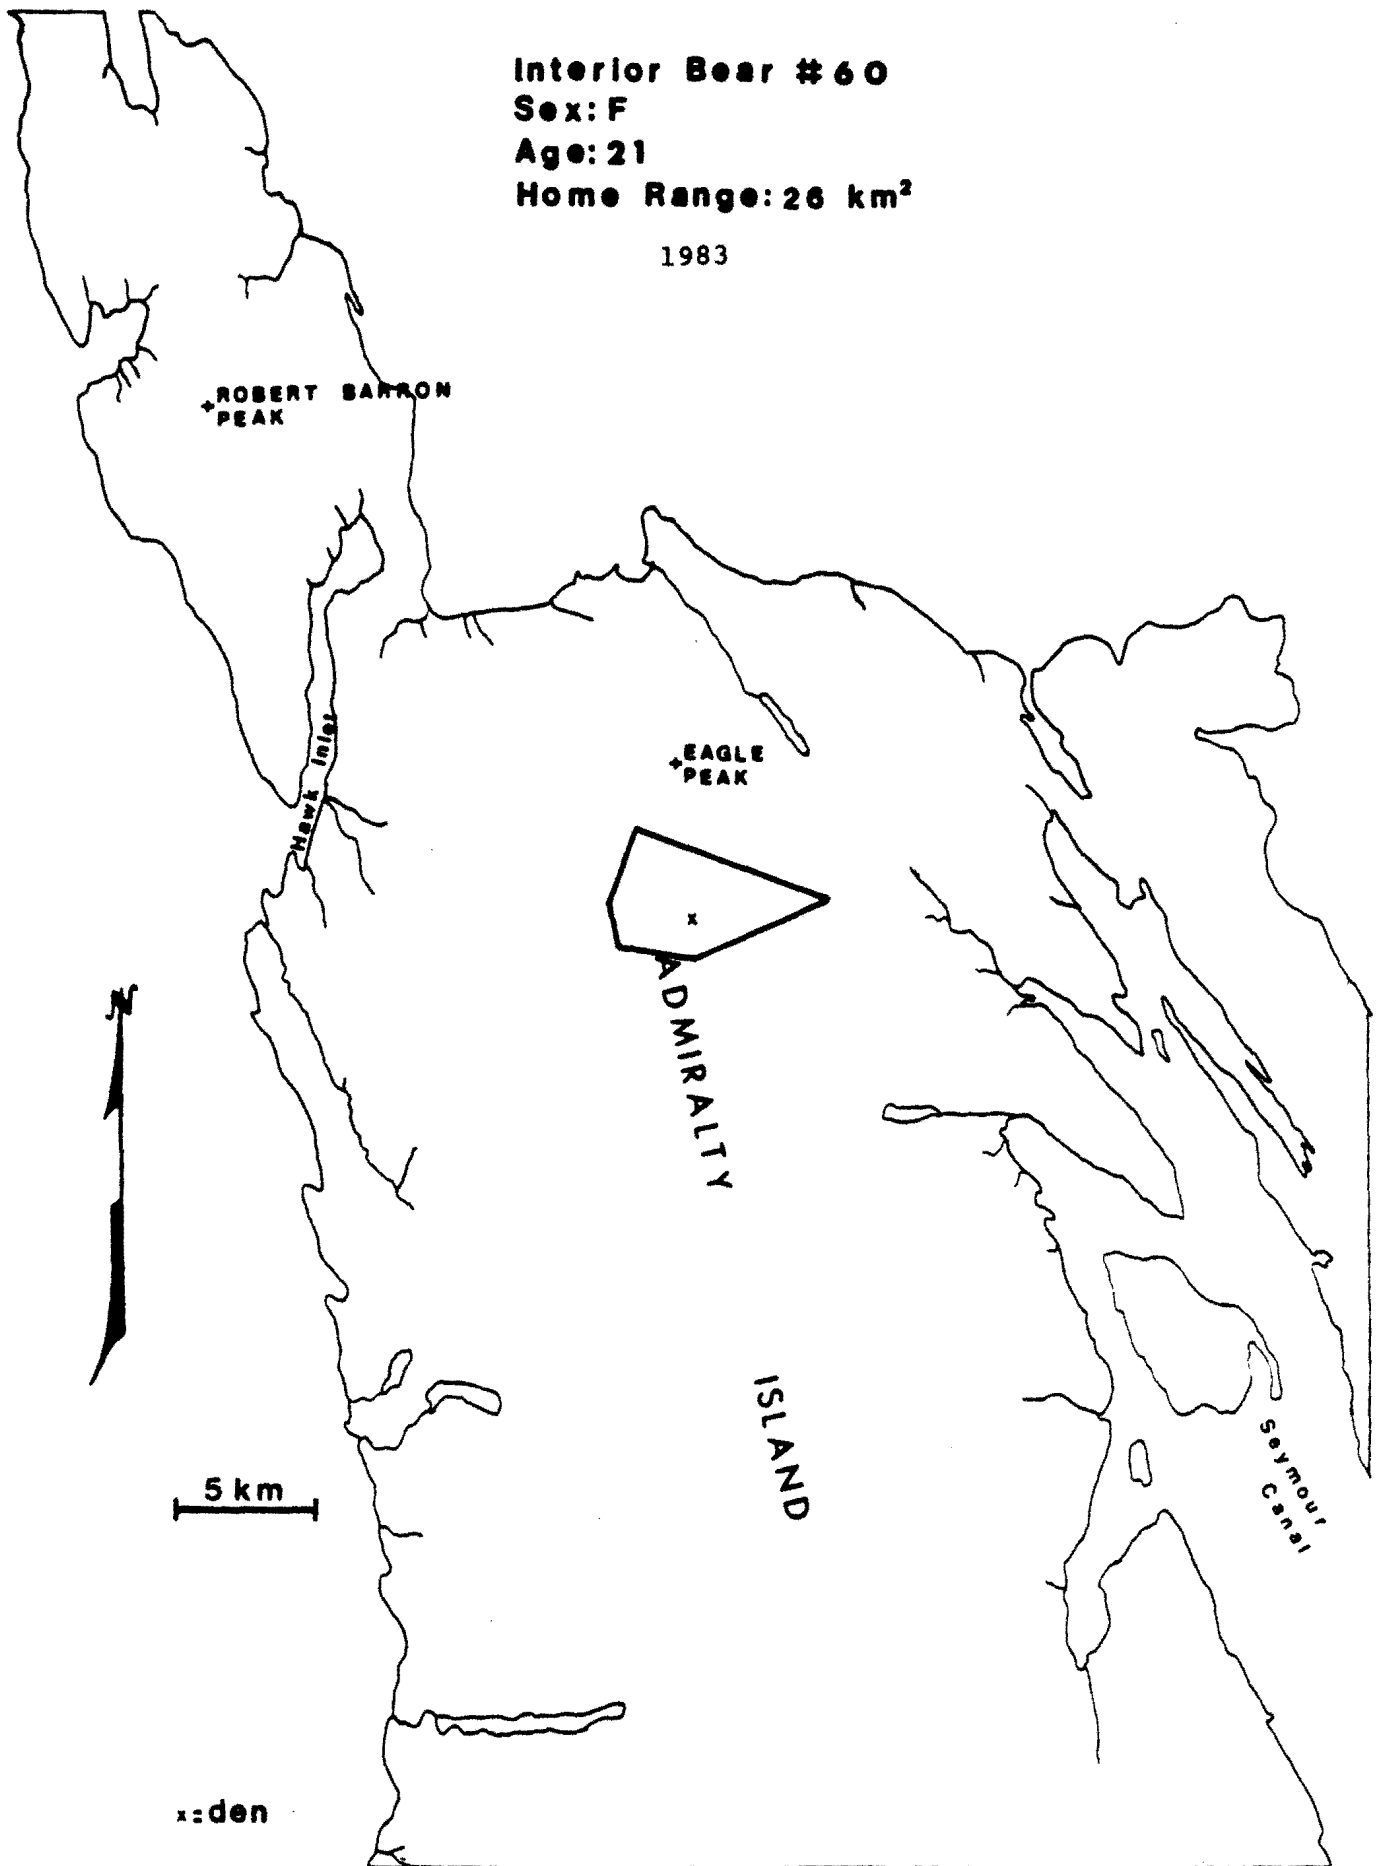 Interior Bear #60
Sex: F
Age: 21
Home Range: 26 km²
1983
+ROBERT BARRON
PEAK
Hawk Inlet
+EAGLE
PEAK
x
N
ADMIRALTY
ISLAND
Seymour
Canal
5 km
x=den